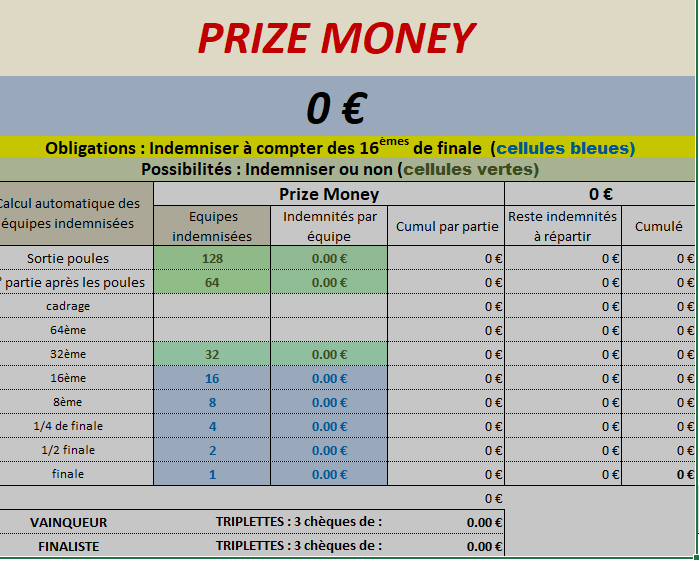 PRIZE MONEY
0 €
Obligations : Indemniser à compter des 16èmes de finale (cellules bleues)
Possibilités : Indemniser ou non (cellules vertes)
Calcul automatique des équipes indemnisées
Prize Money 0 €
Equipes indemnisées Indemnités par équipe Cumul par partie Reste indemnités à répartir Cumulé
Sortie poules 128 0.00 € 0 € 0 € 0 €
partie après les poules 64 0.00 € 0 € 0 € 0 €
cadrage 0 € 0 € 0 €
64ème 0 € 0 € 0 €
32ème 32 0.00 € 0 € 0 € 0 €
16ème 16 0.00 € 0 € 0 € 0 €
8ème 8 0.00 € 0 € 0 € 0 €
1/4 de finale 4 0.00 € 0 € 0 € 0 €
1/2 finale 2 0.00 € 0 € 0 € 0 €
finale 1 0.00 € 0 € 0 € 0 €
0 €
VAINQUEUR TRIPLETTES : 3 chèques de : 0.00 €
FINALISTE TRIPLETTES : 3 chèques de : 0.00 €